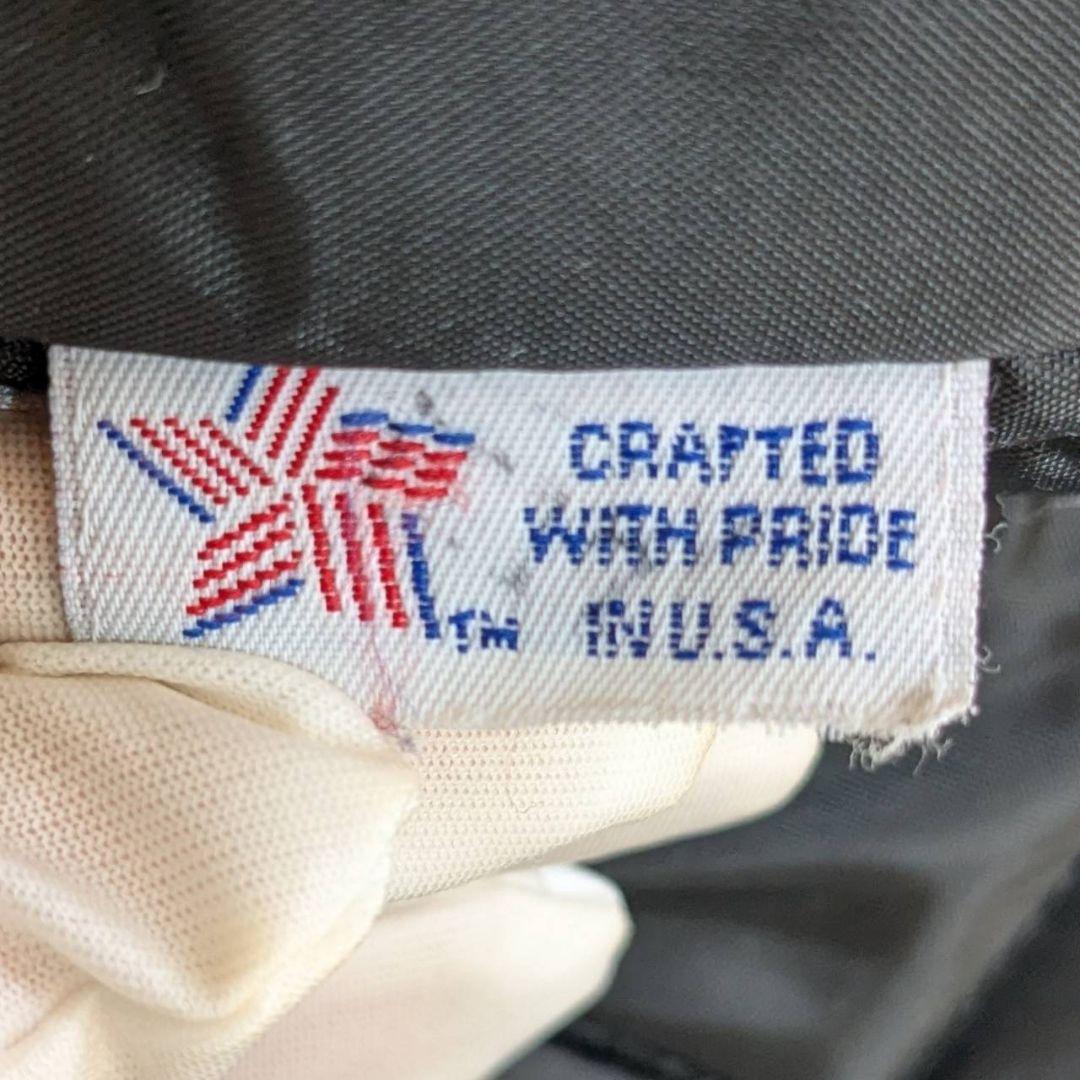 CRAFTED
WITH PRIDE
IN U.S.A.
TM